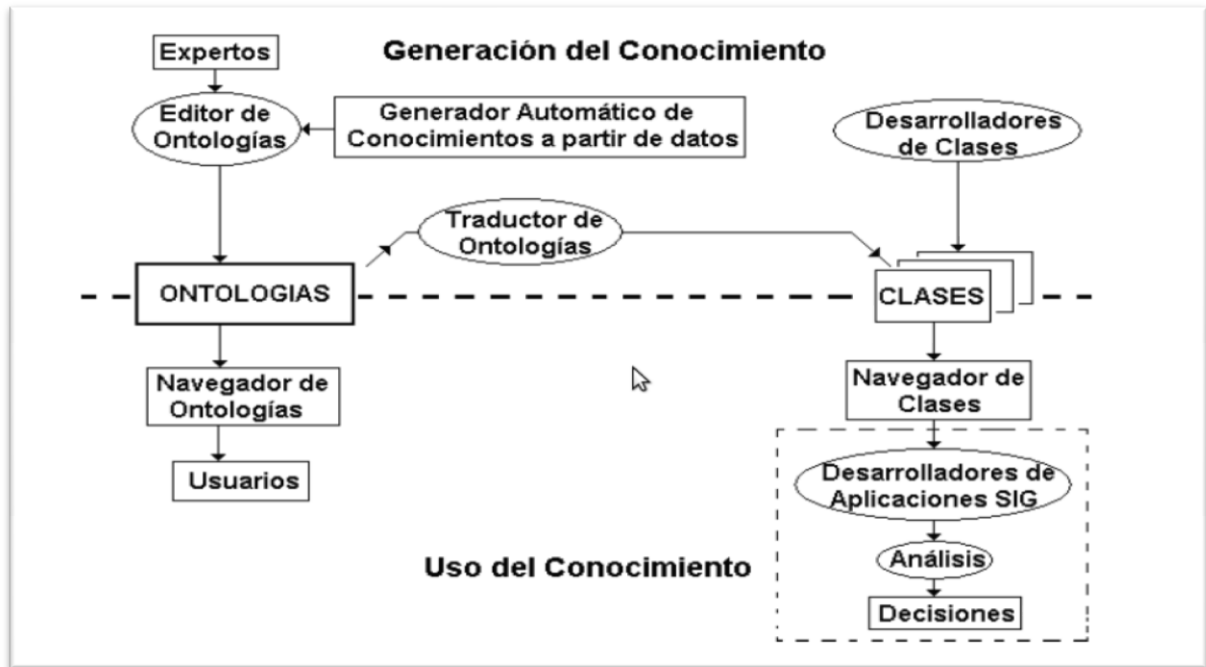 Generación del Conocimiento
Expertos
Editor de
Ontologías
Generador Automático de
Conocimientos a partir de datos
Desarrolladores
de Clases
Traductor de
Ontologías
ONTOLOGIAS
CLASES
Navegador de
Ontologías
Navegador de
Clases
Usuarios
Desarrolladores de
Aplicaciones SIG
Uso del Conocimiento
Análisis
Decisiones